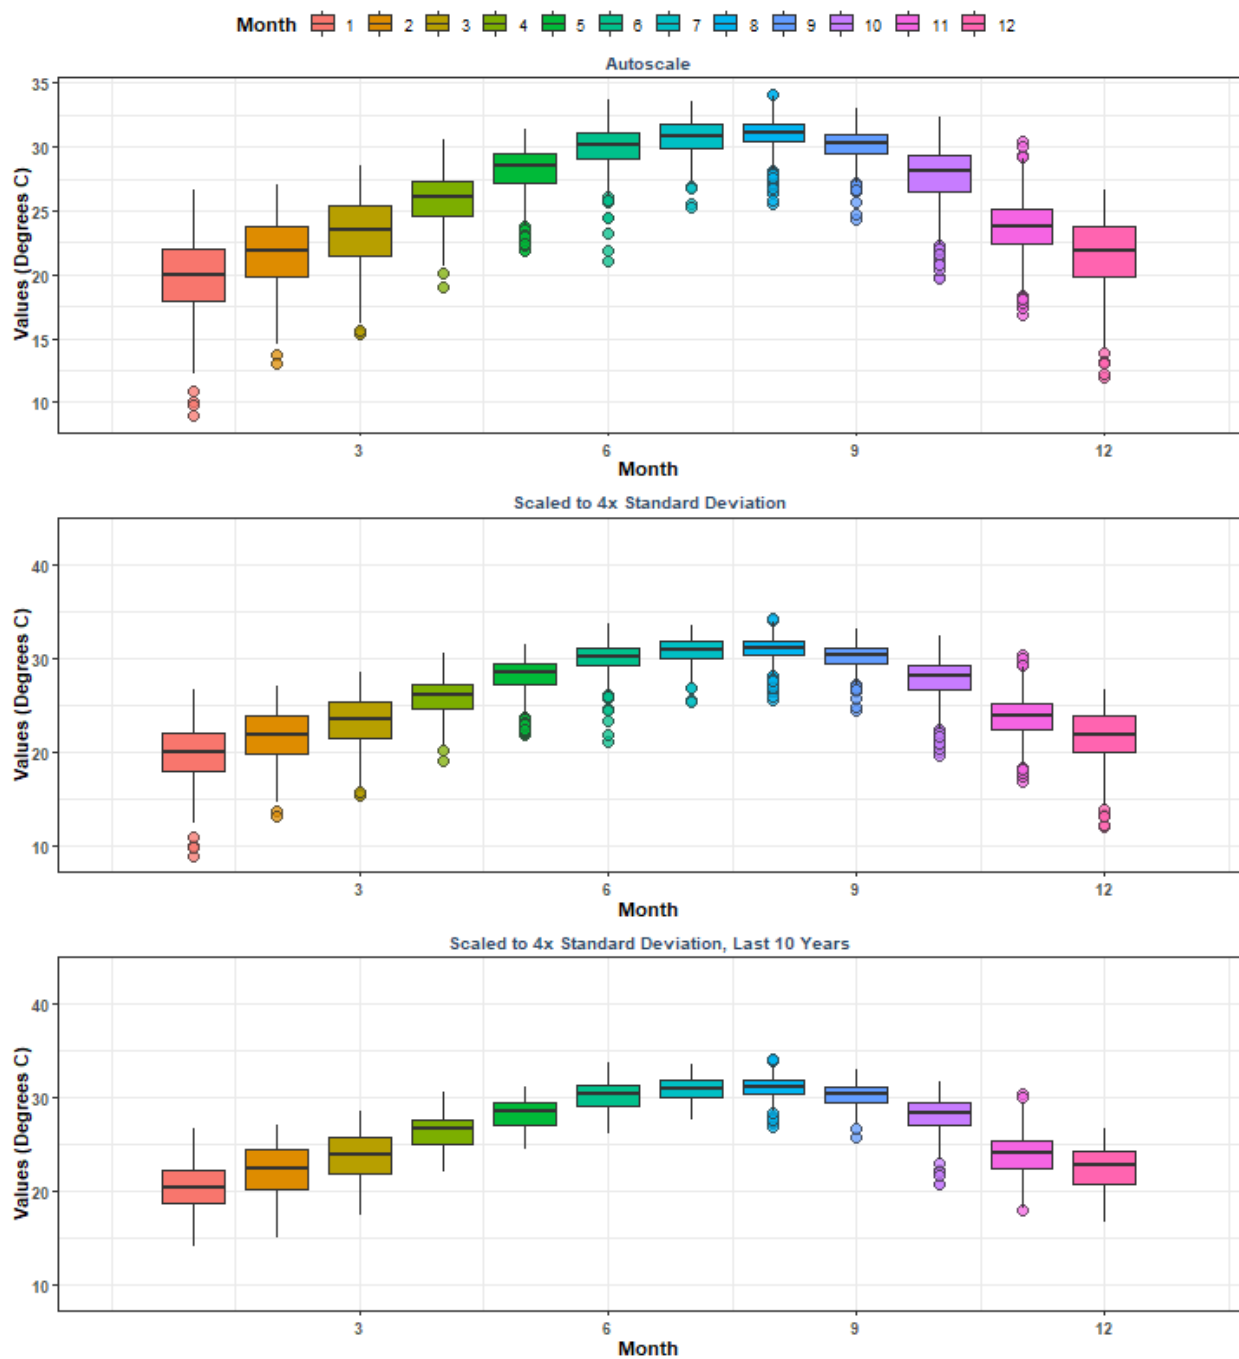 Month 1 2 3 4 5 6 7 8 9 10 11 12
Autoscale
Values (Degrees C)
35
30
25
20
15
10
3 6 9 12
Month
Scaled to 4x Standard Deviation
Values (Degrees C)
40
30
20
10
3 6 9 12
Month
Scaled to 4x Standard Deviation, Last 10 Years
Values (Degrees C)
40
30
20
10
3 6 9 12
Month